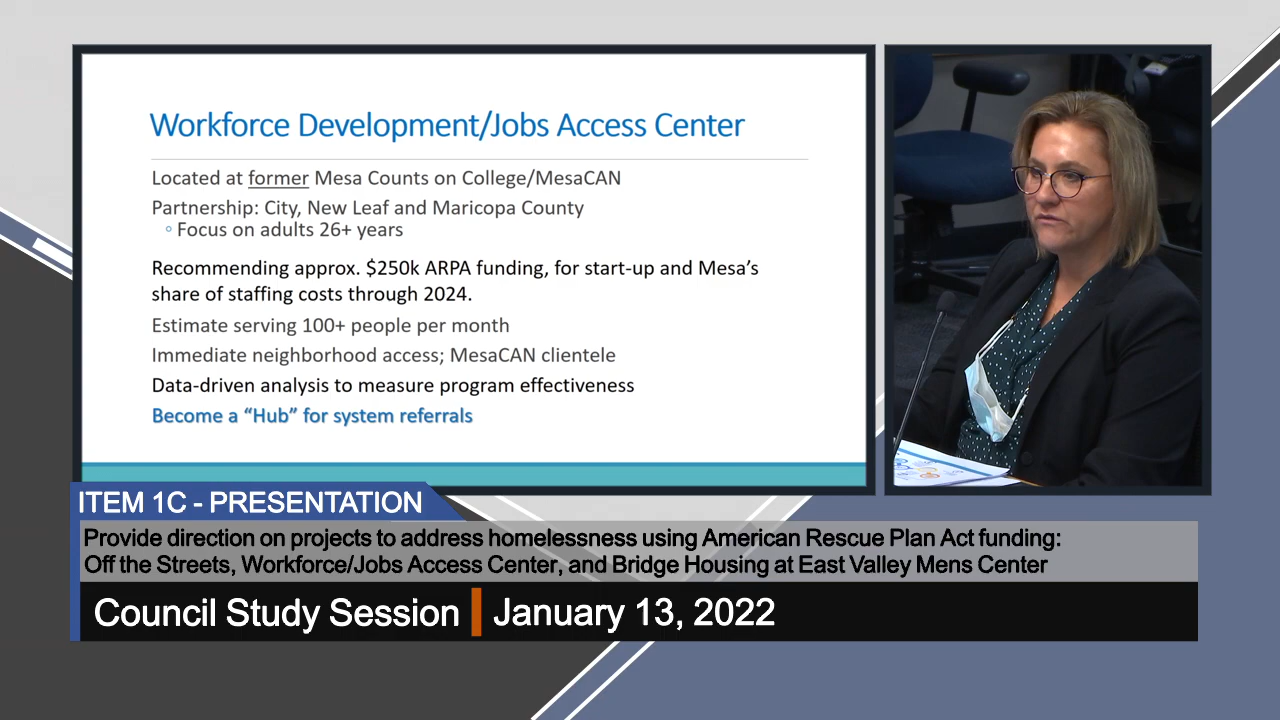 Workforce Development/Jobs Access Center
Located at former Mesa Counts on College/MesaCAN
Partnership: City, New Leaf and Maricopa County
◦ Focus on adults 26+ years
Recommending approx. $250k ARPA funding, for start-up and Mesa's
share of staffing costs through 2024.
Estimate serving 100+ people per month
Immediate neighborhood access; MesaCAN clientele
Data-driven analysis to measure program effectiveness
Become a "Hub" for system referrals
ITEM 1C - PRESENTATION
Provide direction on projects to address homelessness using American Rescue Plan Act funding:
Off the Streets, Workforce/Jobs Access Center, and Bridge Housing at East Valley Mens Center
Council Study Session | January 13, 2022